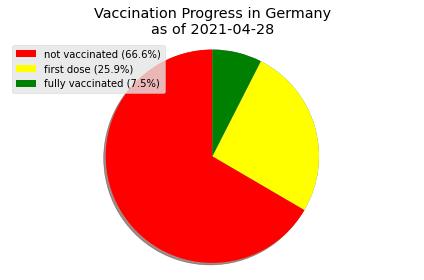 Vaccination Progress in Germany
as of 2021-04-28
not vaccinated (66.6%)
first dose (25.9%)
fully vaccinated (7.5%)